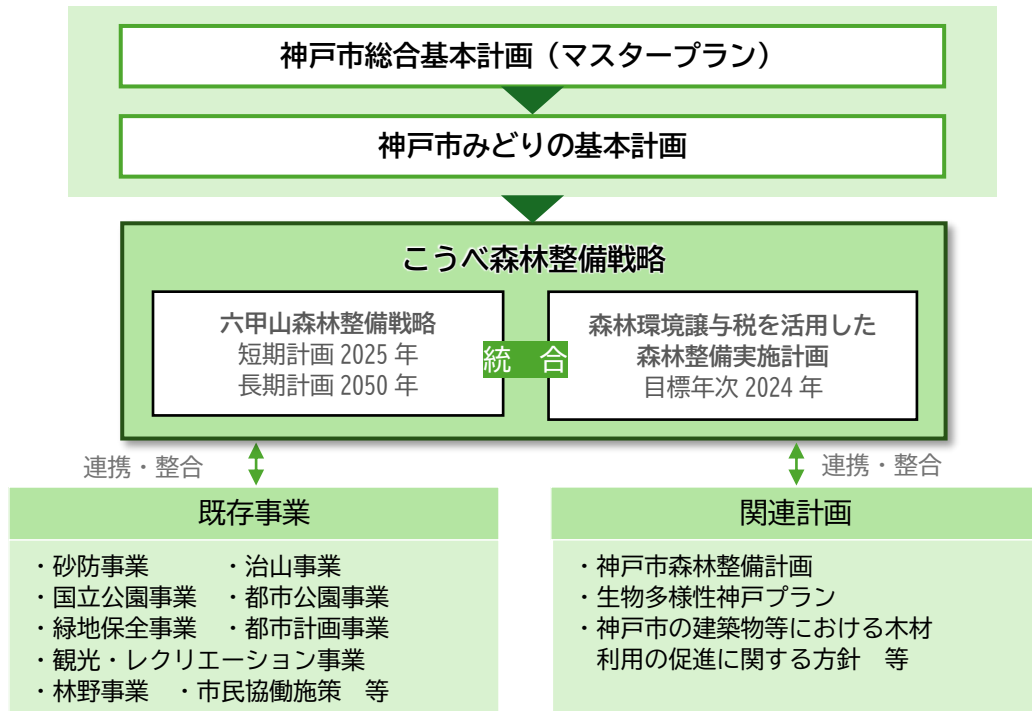 神戸市総合基本計画（マスタープラン）
神戸市みどりの基本計画
こうべ森林整備戦略
六甲山森林整備戦略
短期計画 2025 年
長期計画 2050 年
統　合
森林環境譲与税を活用した
森林整備実施計画
目標年次 2024 年
連携・整合
連携・整合
既存事業
・砂防事業　　　・治山事業
・国立公園事業　・都市公園事業
・緑地保全事業　・都市計画事業
・観光・レクリエーション事業
・林野事業　・市民協働施策　等
関連計画
・神戸市森林整備計画
・生物多様性神戸プラン
・神戸市の建築物等における木材
利用の促進に関する方針　等